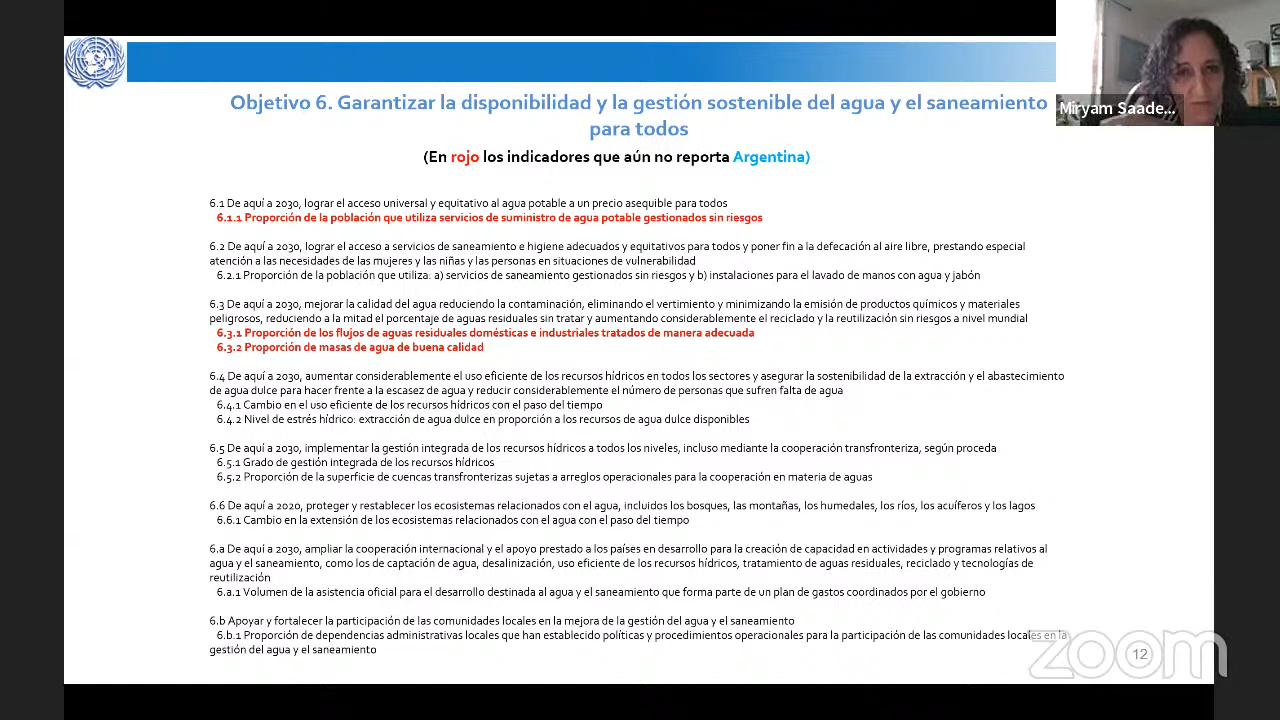 Objetivo 6. Garantizar la disponibilidad y la gestión sostenible del agua y el saneamiento
para todos
Miryam Saade...
(En rojo los indicadores que aún no reporta Argentina)
6.1 De aquí a 2030, lograr el acceso universal y equitativo al agua potable a un precio asequible para todos
6.1.1 Proporción de la población que utiliza servicios de suministro de agua potable gestionados sin riesgos
6.2 De aquí a 2030, lograr el acceso a servicios de saneamiento e higiene adecuados y equitativos para todos y poner fin a la defecación al aire libre, prestando especial
atención a las necesidades de las mujeres y las niñas y las personas en situaciones de vulnerabilidad
6.2.1 Proporción de la población que utiliza: a) servicios de saneamiento gestionados sin riesgos y b) instalaciones para el lavado de manos con agua y jabón
6.3 De aquí a 2030, mejorar la calidad del agua reduciendo la contaminación, eliminando el vertimiento y minimizando la emisión de productos químicos y materiales
peligrosos, reduciendo a la mitad el porcentaje de aguas residuales sin tratar y aumentando considerablemente el reciclado y la reutilización sin riesgos a nivel mundial
6.3.1 Proporción de los flujos de aguas residuales domésticas e industriales tratados de manera adecuada
6.3.2 Proporción de masas de agua de buena calidad
6.4 De aquí a 2030, aumentar considerablemente el uso eficiente de los recursos hídricos en todos los sectores y asegurar la sostenibilidad de la extracción y el abastecimiento
de agua dulce para hacer frente a la escasez de agua y reducir considerablemente el número de personas que sufren falta de agua
6.4.1 Cambio en el uso eficiente de los recursos hídricos con el paso del tiempo
6.4.2 Nivel de estrés hídrico: extracción de agua dulce en proporción a los recursos de agua dulce disponibles
6.5 De aquí a 2030, implementar la gestión integrada de los recursos hídricos a todos los niveles, incluso mediante la cooperación transfronteriza, según proceda
6.5.1 Grado de gestión integrada de los recursos hídricos
6.5.2 Proporción de la superficie de cuencas transfronterizas sujetas a arreglos operacionales para la cooperación en materia de aguas
6.6 De aquí a 2020, proteger y restablecer los ecosistemas relacionados con el agua, incluidos los bosques, las montañas, los humedales, los ríos, los acuíferos y los lagos
6.6.1 Cambio en la extensión de los ecosistemas relacionados con el agua con el paso del tiempo
6.a De aquí a 2030, ampliar la cooperación internacional y el apoyo prestado a los países en desarrollo para la creación de capacidad en actividades y programas relativos al
agua y el saneamiento, como los de captación de agua, desalinización, uso eficiente de los recursos hídricos, tratamiento de aguas residuales, reciclado y tecnologías de
reutilización
6.a.1 Volumen de la asistencia oficial para el desarrollo destinada al agua y el saneamiento que forma parte de un plan de gastos coordinados por el gobierno
6.b Apoyar y fortalecer la participación de las comunidades locales en la mejora de la gestión del agua y el saneamiento
6.b.1 Proporción de dependencias administrativas locales que han establecido políticas y procedimientos operacionales para la participación de las comunidades locales en la
gestión del agua y el saneamiento
zoom
12